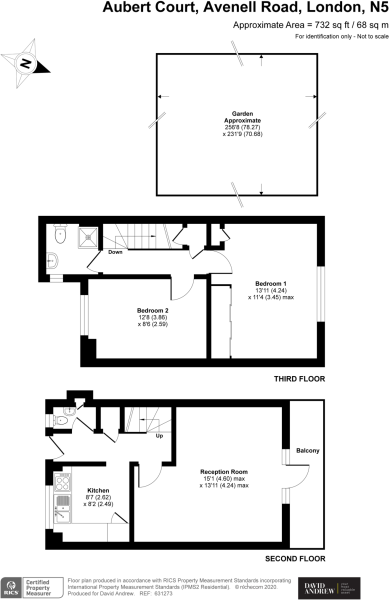 Aubert Court, Avenell Road, London, N5
Approximate Area = 732 sq ft / 68 sq m
For identification only - Not to scale
N
Garden
Approximate
256'8 (78.27)
x 231'9 (70.68)
Down
Bedroom 1
13'11 (4.24)
x 11'4 (3.45) max
Bedroom 2
12'8 (3.86)
x 8'6 (2.59)
THIRD FLOOR
Up
Balcony
Reception Room
15'1 (4.60) max
x 13'11 (4.24) max
Kitchen
8'7 (2.62)
x 8'2 (2.49)
SECOND FLOOR
RICS
Certified
Property
Measurer
Floor plan produced in accordance with RICS Property Measurement Standards incorporating
International Property Measurement Standards (IPMS2 Residential). © nichecom 2020.
Produced for David Andrew. REF: 631273
DAVID
ANDREW